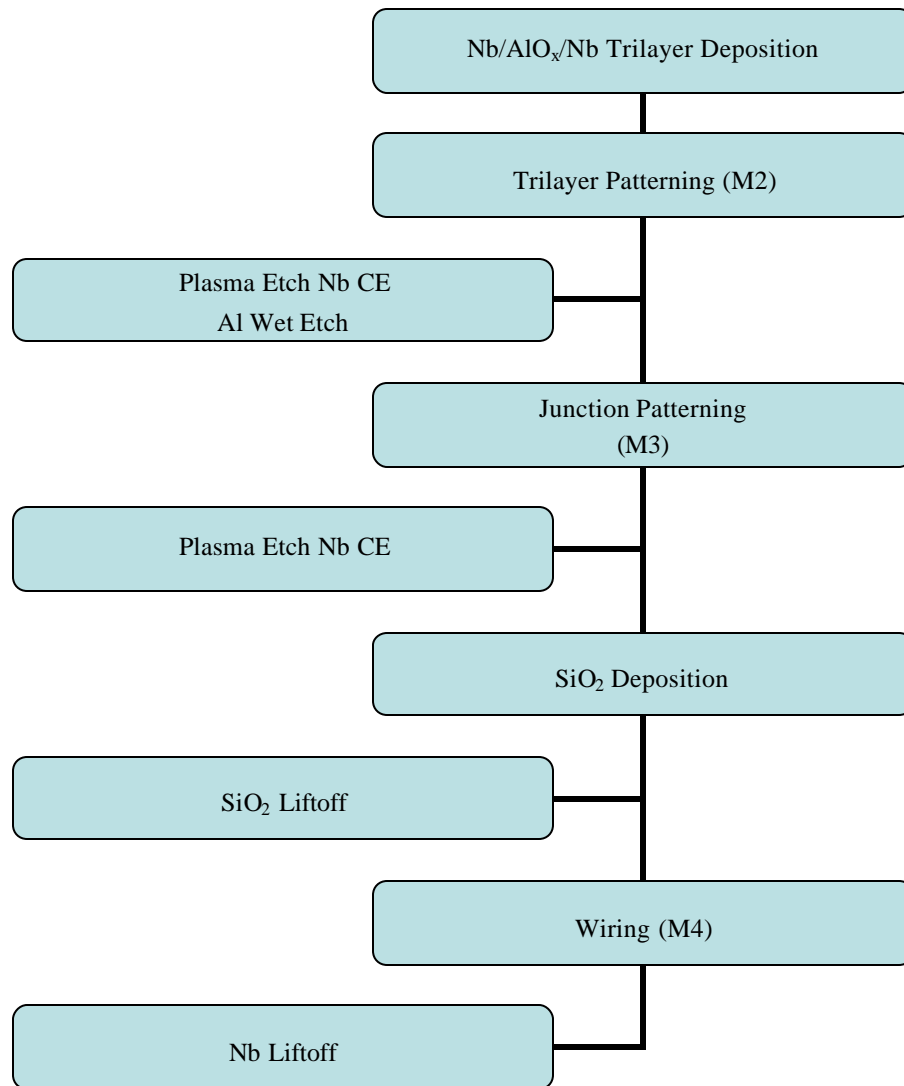 Nb/AlOₓ/Nb Trilayer Deposition
Trilayer Patterning (M2)
Plasma Etch Nb CE
Al Wet Etch
Junction Patterning
(M3)
Plasma Etch Nb CE
SiO₂ Deposition
SiO₂ Liftoff
Wiring (M4)
Nb Liftoff